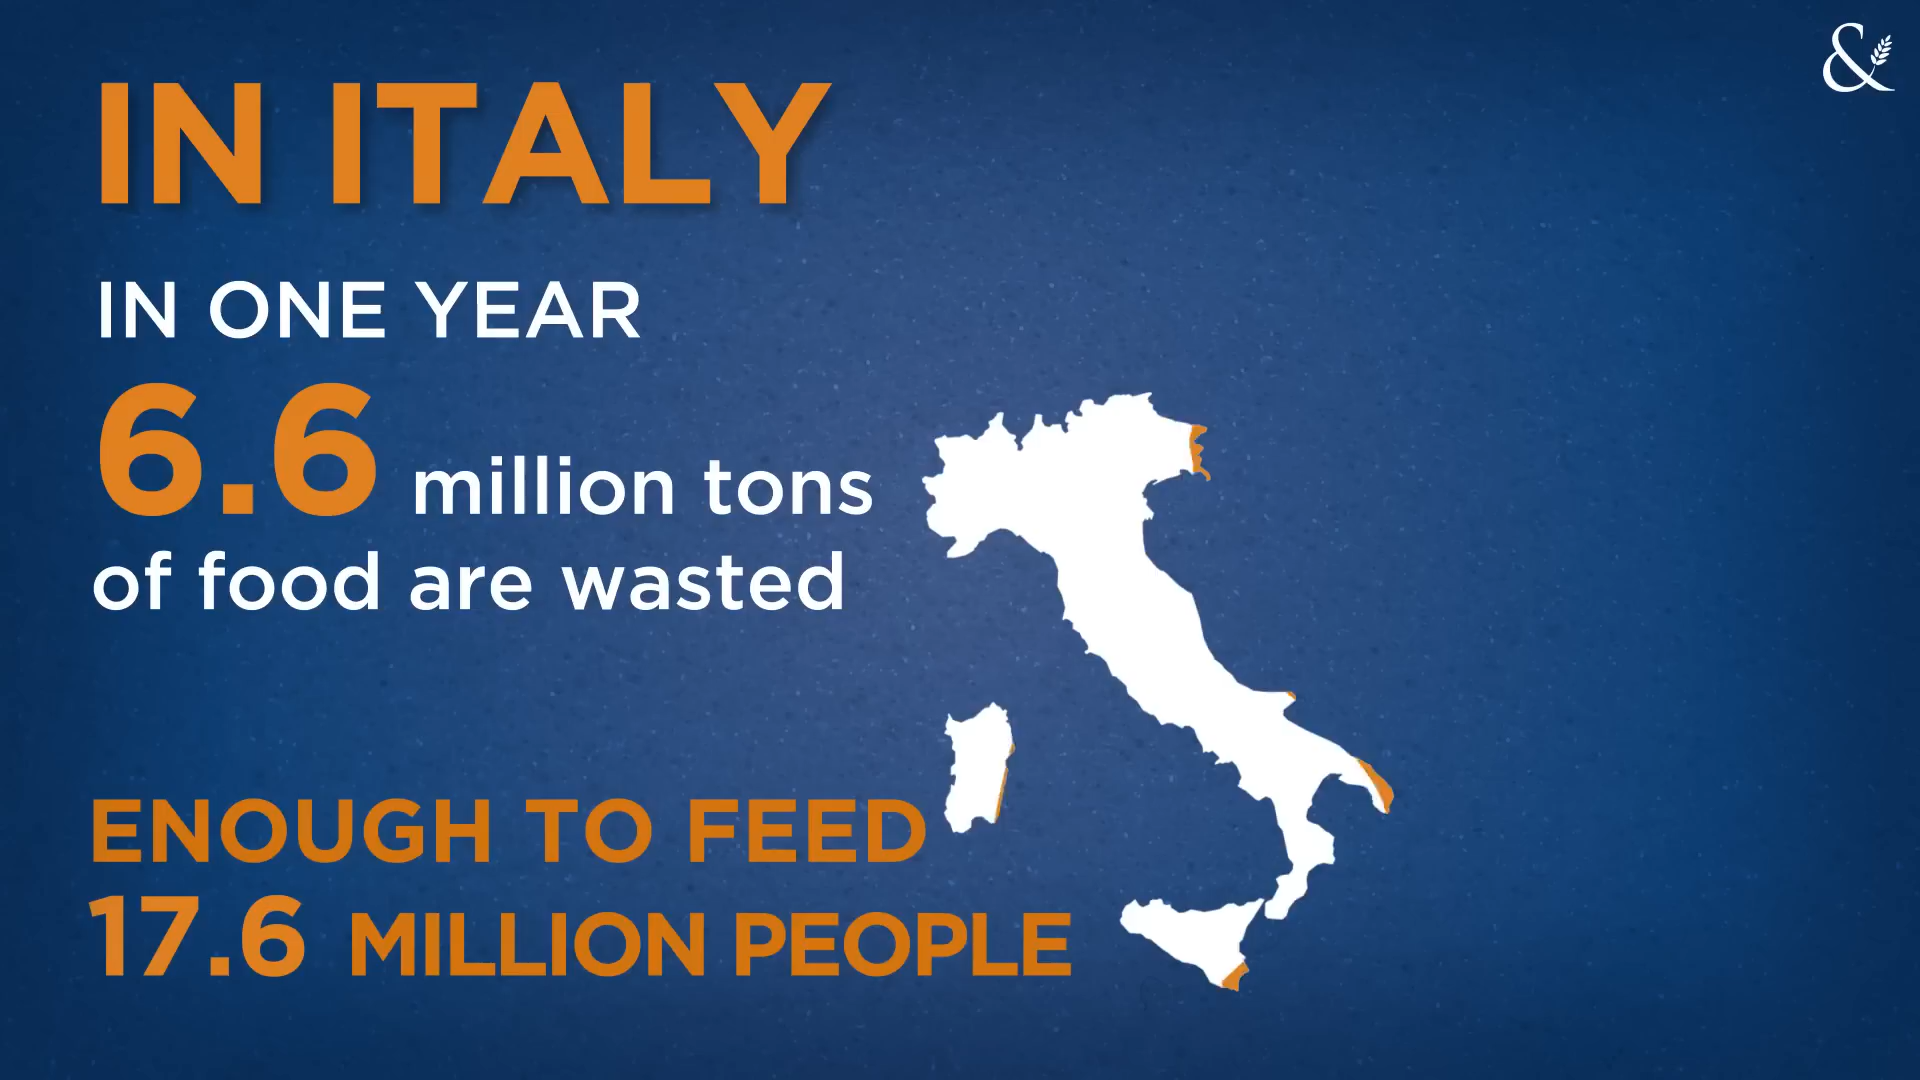 IN ITALY
IN ONE YEAR
6.6 million tons
of food are wasted
ENOUGH TO FEED
17.6 MILLION PEOPLE
&